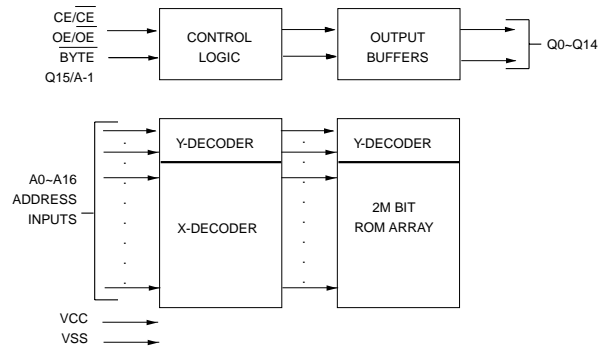 CE/CE
OE/OE
BYTE
Q15/A-1
CONTROL
LOGIC
OUTPUT
BUFFERS
Q0~Q14
A0~A16
ADDRESS
INPUTS
Y-DECODER
X-DECODER
Y-DECODER
2M BIT
ROM ARRAY
VCC
VSS